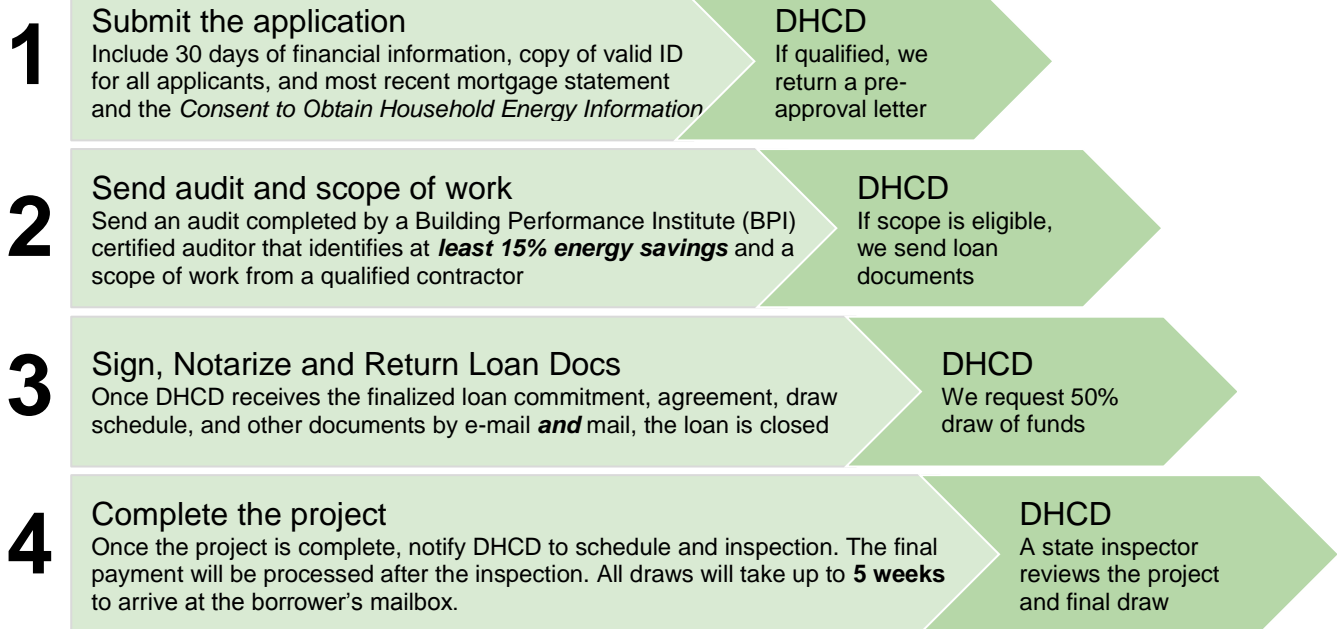 1
Submit the application
Include 30 days of financial information, copy of valid ID
for all applicants, and most recent mortgage statement
and the Consent to Obtain Household Energy Information
DHCD
If qualified, we
return a pre-
approval letter
2
Send audit and scope of work
Send an audit completed by a Building Performance Institute (BPI)
certified auditor that identifies at least 15% energy savings and a
scope of work from a qualified contractor
DHCD
If scope is eligible,
we send loan
documents
3
Sign, Notarize and Return Loan Docs
Once DHCD receives the finalized loan commitment, agreement, draw
schedule, and other documents by e-mail and mail, the loan is closed
DHCD
We request 50%
draw of funds
4
Complete the project
Once the project is complete, notify DHCD to schedule and inspection. The final
payment will be processed after the inspection. All draws will take up to 5 weeks
to arrive at the borrower’s mailbox.
DHCD
A state inspector
reviews the project
and final draw